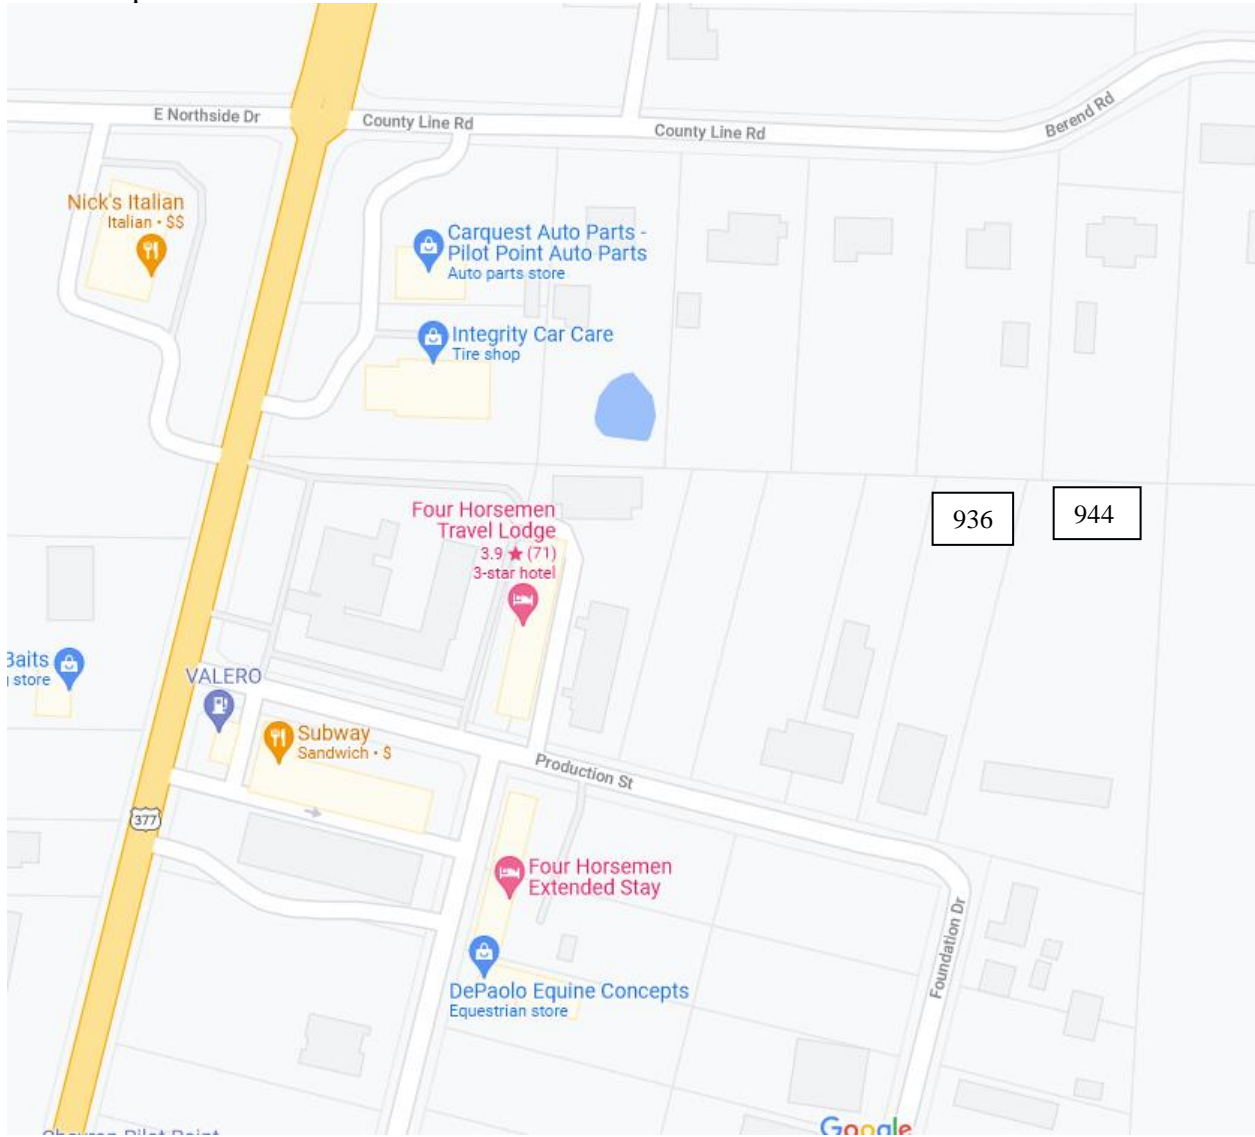 E Northside Dr
County Line Rd
County Line Rd
Berend Rd
Nick's Italian
Italian • $$
Carquest Auto Parts -
Pilot Point Auto Parts
Auto parts store
Integrity Car Care
Tire shop
Four Horsemen
Travel Lodge
3.9 ★ (71)
3-star hotel
936
944
Baits
store
VALERO
Subway
Sandwich • $
Production St
377
Four Horsemen
Extended Stay
Foundation Dr
DePaolo Equine Concepts
Equestrian store
Google